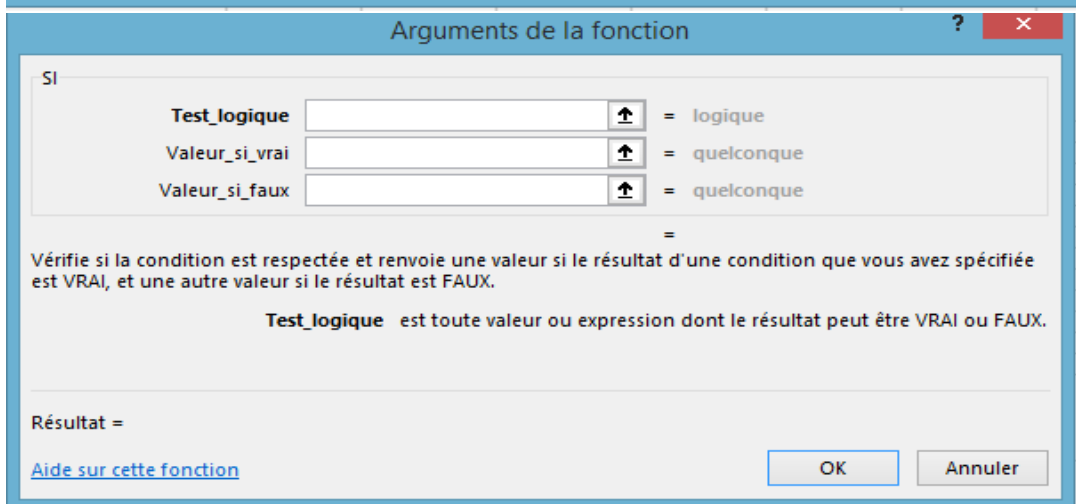 Arguments de la fonction ? ×
SI
Test_logique = logique
Valeur_si_vrai = quelconque
Valeur_si_faux = quelconque
=
Vérifie si la condition est respectée et renvoie une valeur si le résultat d'une condition que vous avez spécifiée
est VRAI, et une autre valeur si le résultat est FAUX.
Test_logique est toute valeur ou expression dont le résultat peut être VRAI ou FAUX.
Résultat =
Aide sur cette fonction OK Annuler